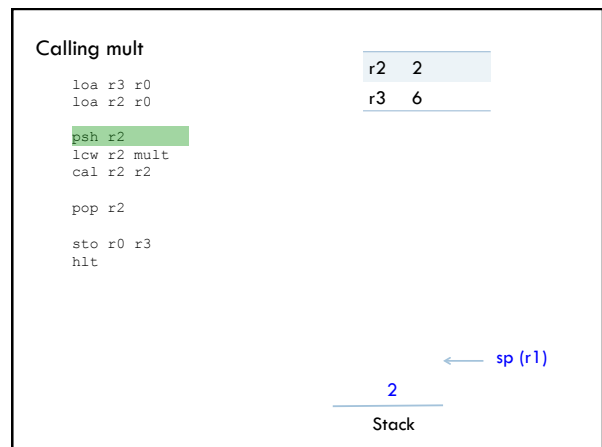 Calling mult
loa r3 r0
loa r2 r0
psh r2
lcw r2 mult
cal r2 r2
pop r2
sto r0 r3
hlt
r2 2
r3 6
sp (r1)
2
Stack